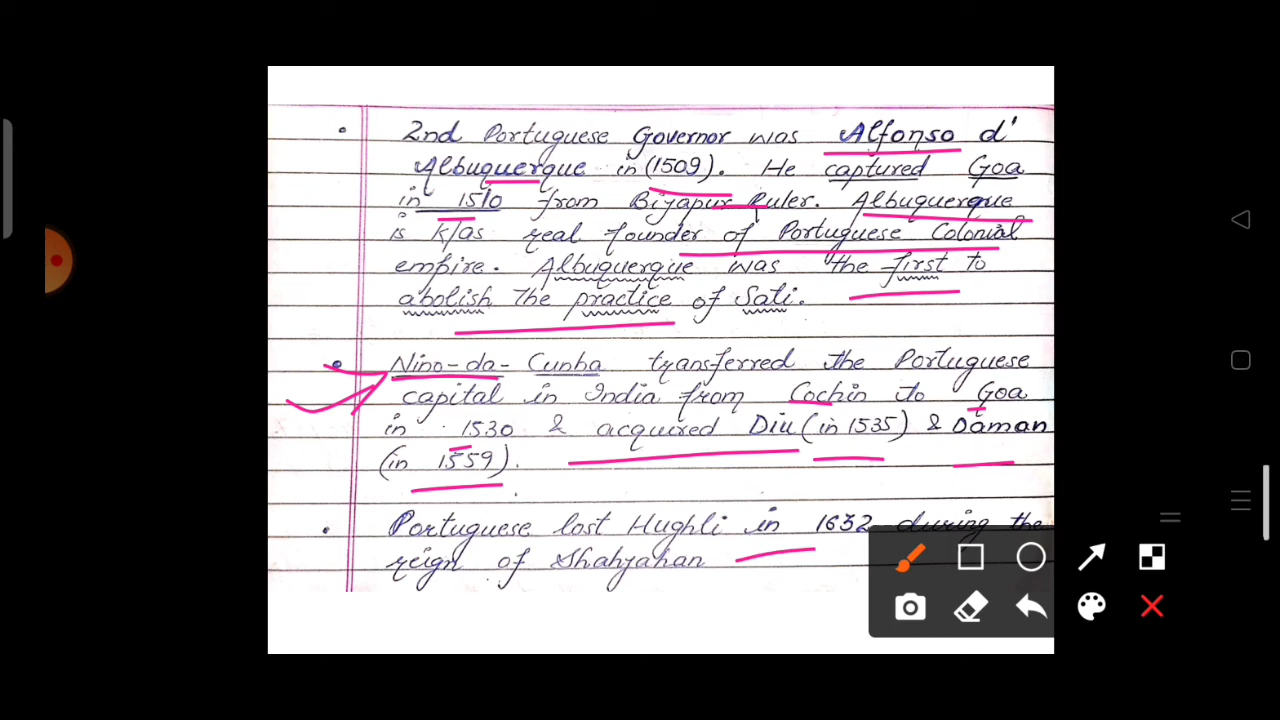 • 2nd Portuguese Governor was Alfonso d'
Albuquerque in (1509). He captured Goa
in 1510 from Bijapur Ruler. Albuquerque
is k/as real founder of Portuguese Colonial
empire. Albuquerque was the first to
abolish the practice of Sati.
• Nino-da-Cunha transferred the Portuguese
capital in India from Cochin to Goa
in 1530 & acquired Diu (in 1535) & Daman
(in 1559).
• Portuguese lost Hughli in 1632 during the
reign of Shahjahan